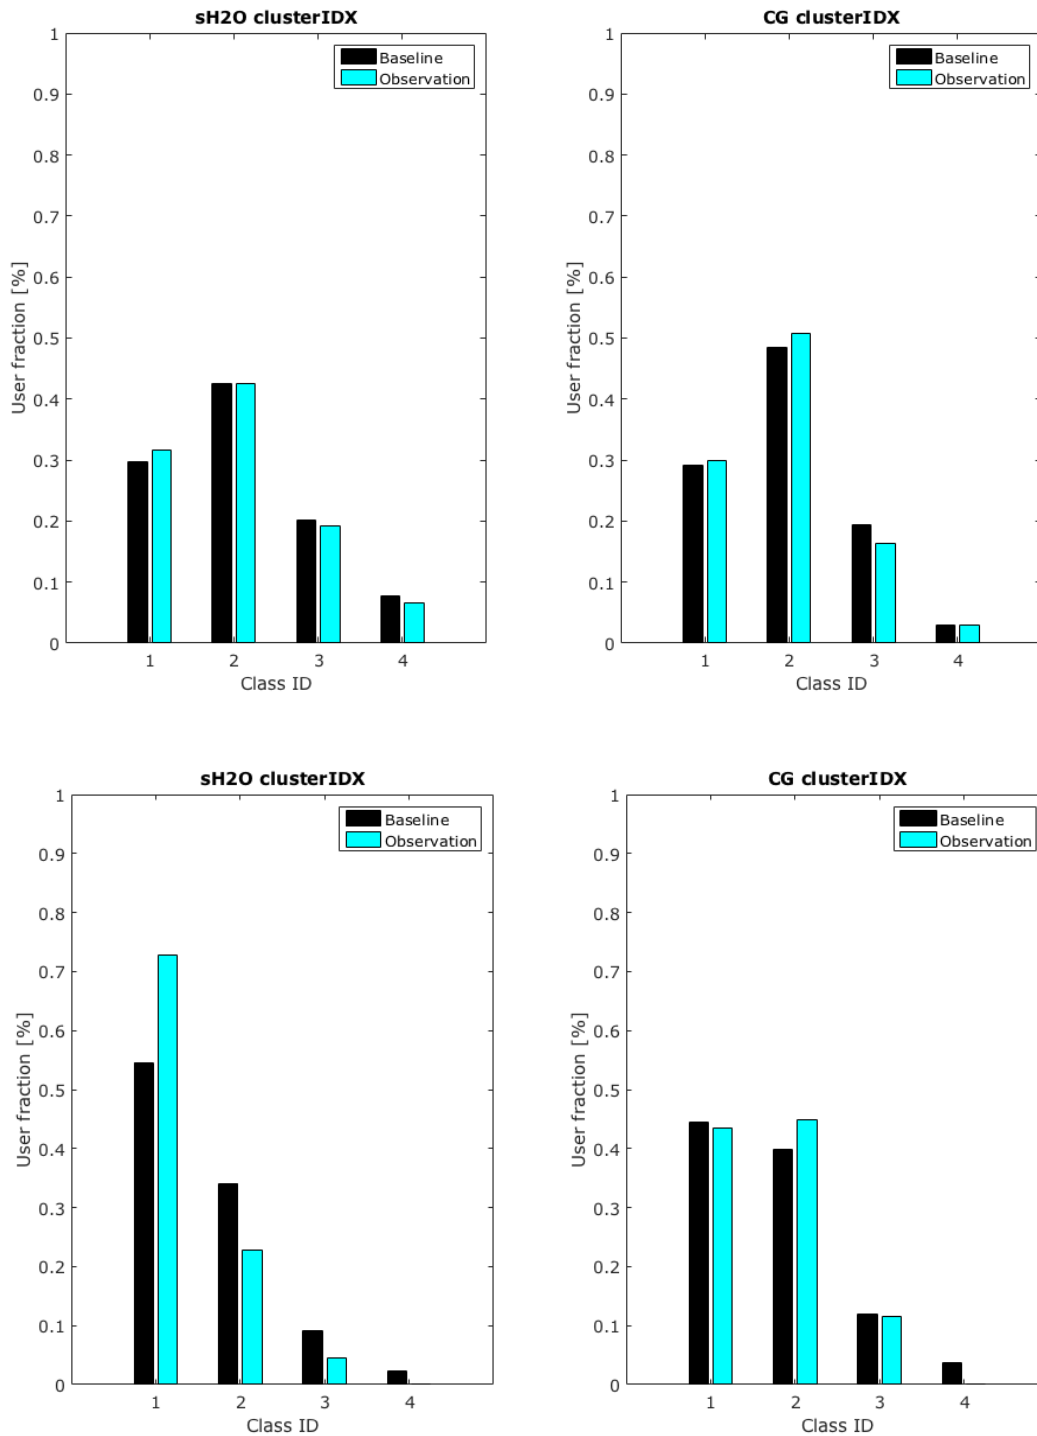 sH2O clusterIDX
1
0.9
0.8
0.7
0.6
0.5
0.4
0.3
0.2
0.1
0
User fraction [%]
Baseline
Observation
1 2 3 4
Class ID
CG clusterIDX
1
0.9
0.8
0.7
0.6
0.5
0.4
0.3
0.2
0.1
0
User fraction [%]
Baseline
Observation
1 2 3 4
Class ID
sH2O clusterIDX
1
0.9
0.8
0.7
0.6
0.5
0.4
0.3
0.2
0.1
0
User fraction [%]
Baseline
Observation
1 2 3 4
Class ID
CG clusterIDX
1
0.9
0.8
0.7
0.6
0.5
0.4
0.3
0.2
0.1
0
User fraction [%]
Baseline
Observation
1 2 3 4
Class ID